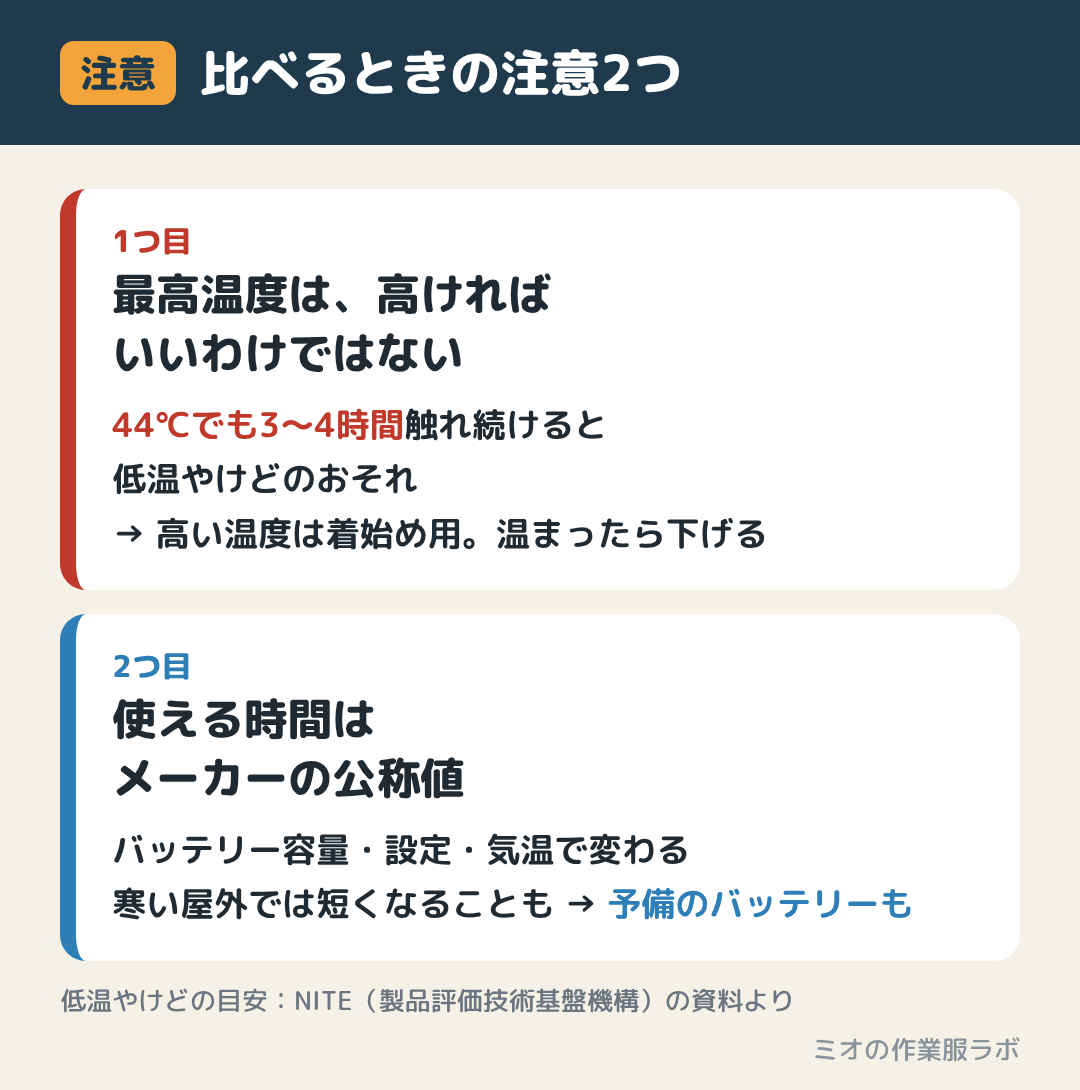 注意 比べるときの注意2つ
1つ目
最高温度は、高ければ
いいわけではない
44℃でも3〜4時間触れ続けると
低温やけどのおそれ
→ 高い温度は着始め用。温まったら下げる
2つ目
使える時間は
メーカーの公称値
バッテリー容量・設定・気温で変わる
寒い屋外では短くなることも → 予備のバッテリーも
低温やけどの目安：NITE（製品評価技術基盤機構）の資料より
ミオの作業服ラボ